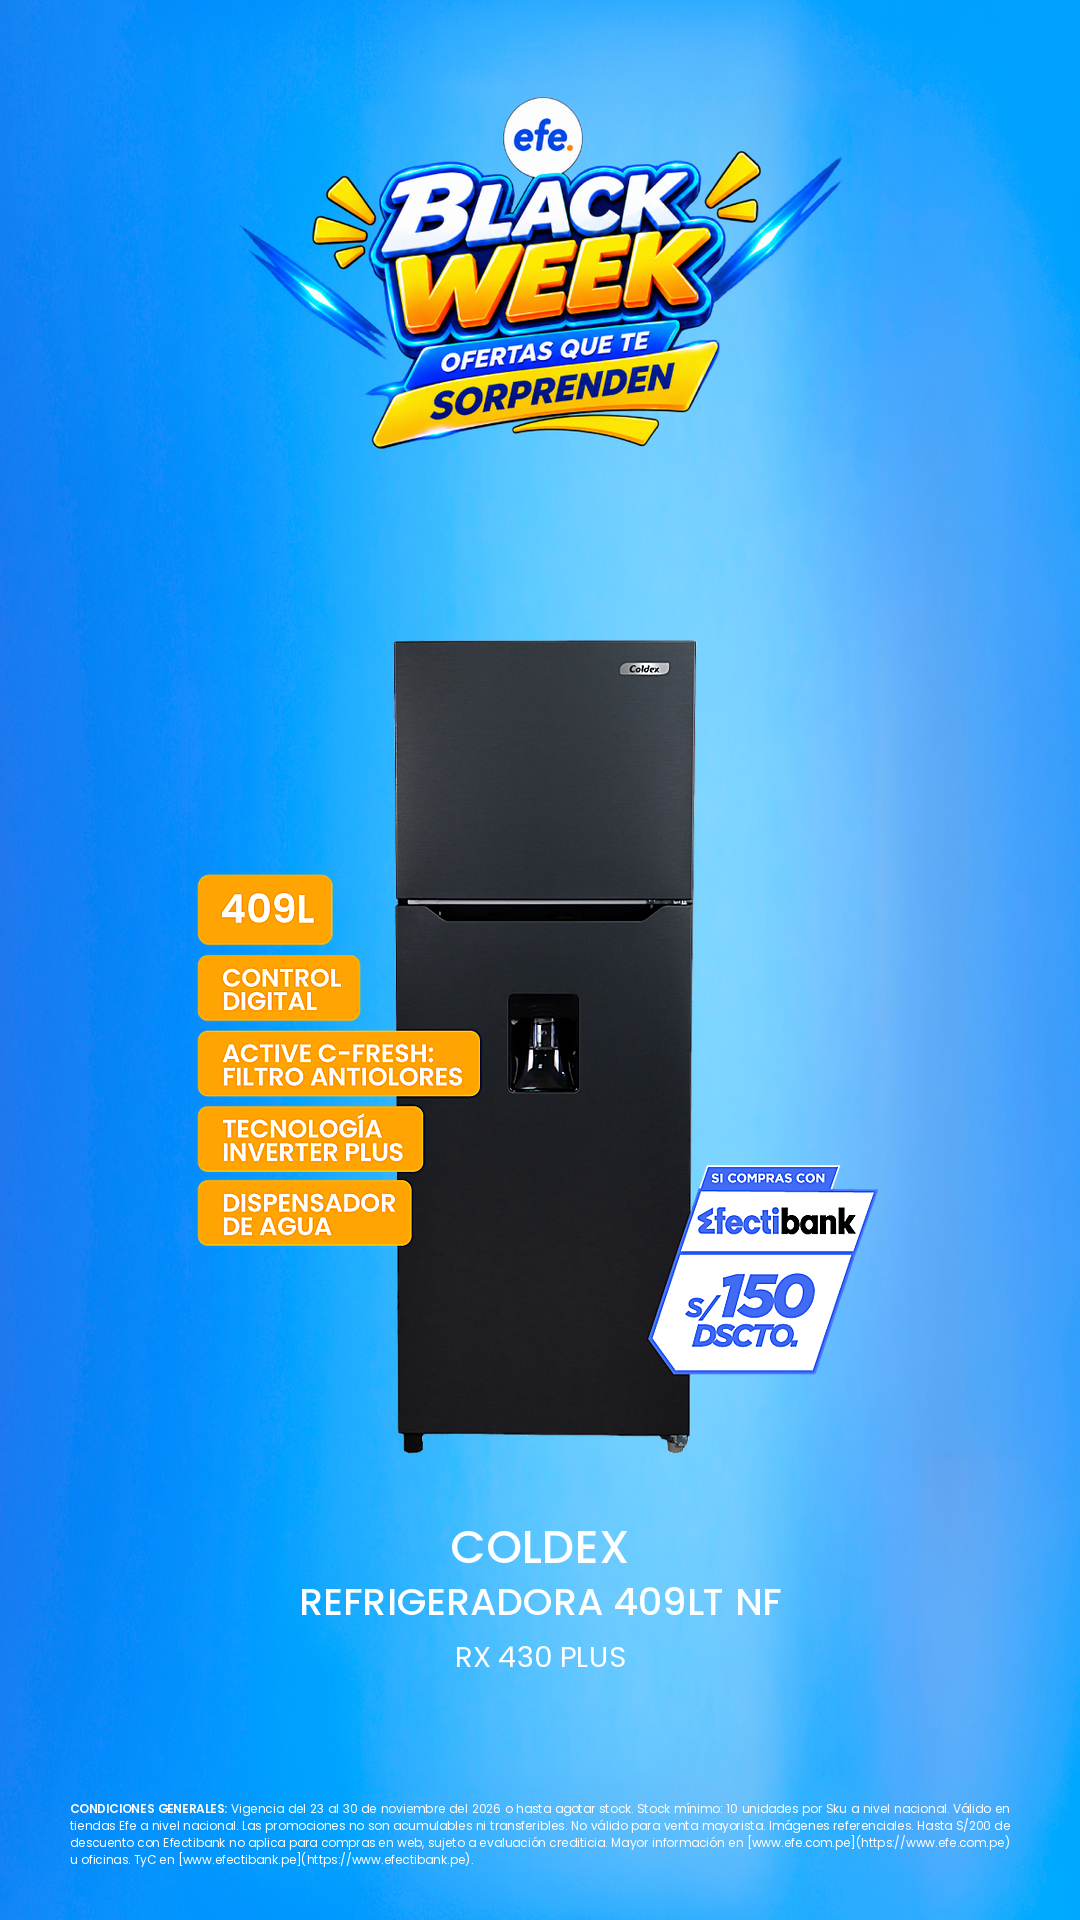 efe.
BLACK
WEEK
OFERTAS QUE TE
SORPRENDEN
Coldex
409L
CONTROL
DIGITAL
ACTIVE C-FRESH:
FILTRO ANTIOLORES
TECNOLOGÍA
INVERTER PLUS
DISPENSADOR
DE AGUA
SI COMPRAS CON
Efectibank
S/150
DSCTO.
COLDEX
REFRIGERADORA 409LT NF
RX 430 PLUS
CONDICIONES GENERALES: Vigencia del 23 al 30 de noviembre del 2026 o hasta agotar stock. Stock mínimo: 10 unidades por Sku a nivel nacional. Válido en
tiendas Efe a nivel nacional. Las promociones no son acumulables ni transferibles. No válido para venta mayorista. Imágenes referenciales. Hasta S/200 de
descuento con Efectibank no aplica para compras en web, sujeto a evaluación crediticia. Mayor información en [www.efe.com.pe](https://www.efe.com.pe)
u oficinas. TyC en [www.efectibank.pe](https://www.efectibank.pe).